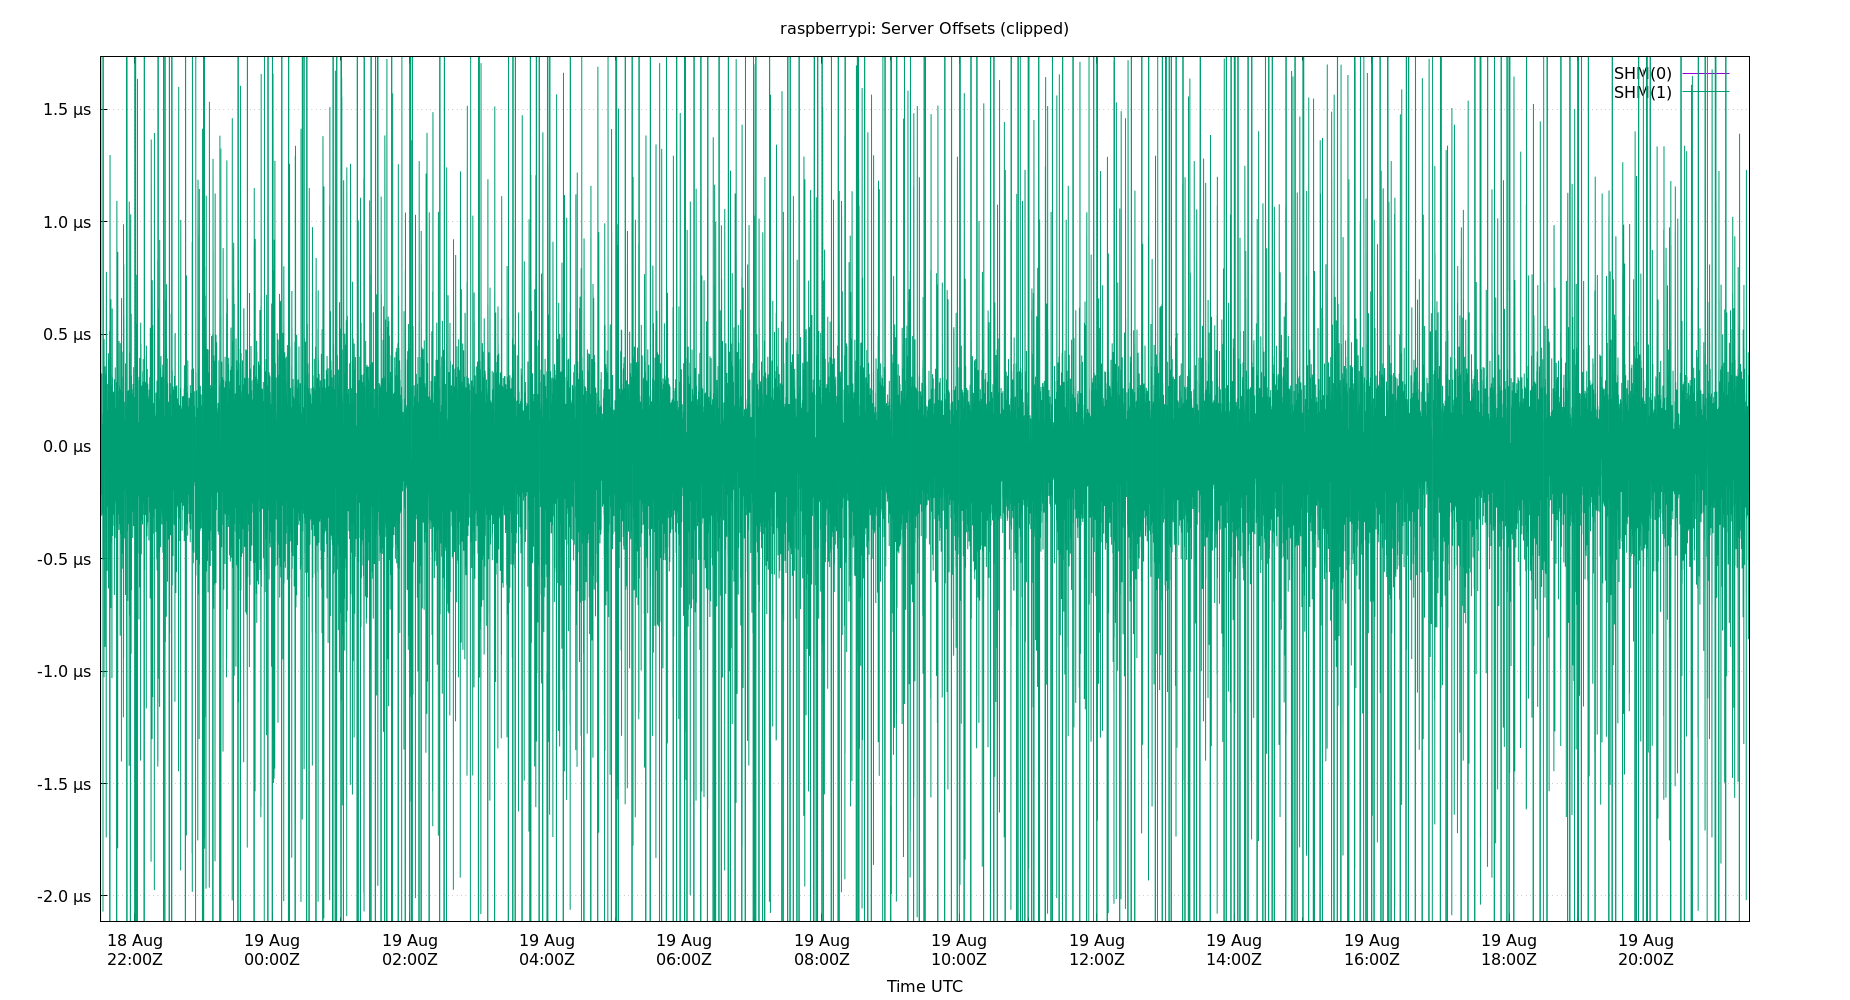 raspberrypi: Server Offsets (clipped)
SHM(0)
SHM(1)
1.5 µs
1.0 µs
0.5 µs
0.0 µs
-0.5 µs
-1.0 µs
-1.5 µs
-2.0 µs
18 Aug 19 Aug 19 Aug 19 Aug 19 Aug 19 Aug 19 Aug 19 Aug 19 Aug 19 Aug 19 Aug 19 Aug
22:00Z 00:00Z 02:00Z 04:00Z 06:00Z 08:00Z 10:00Z 12:00Z 14:00Z 16:00Z 18:00Z 20:00Z
Time UTC